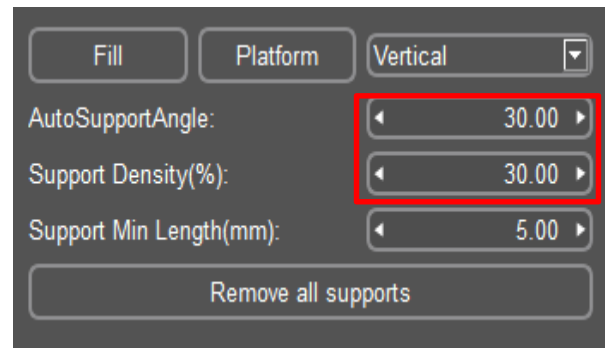 Fill Platform Vertical
AutoSupportAngle: 30.00
Support Density(%): 30.00
Support Min Length(mm): 5.00
Remove all supports